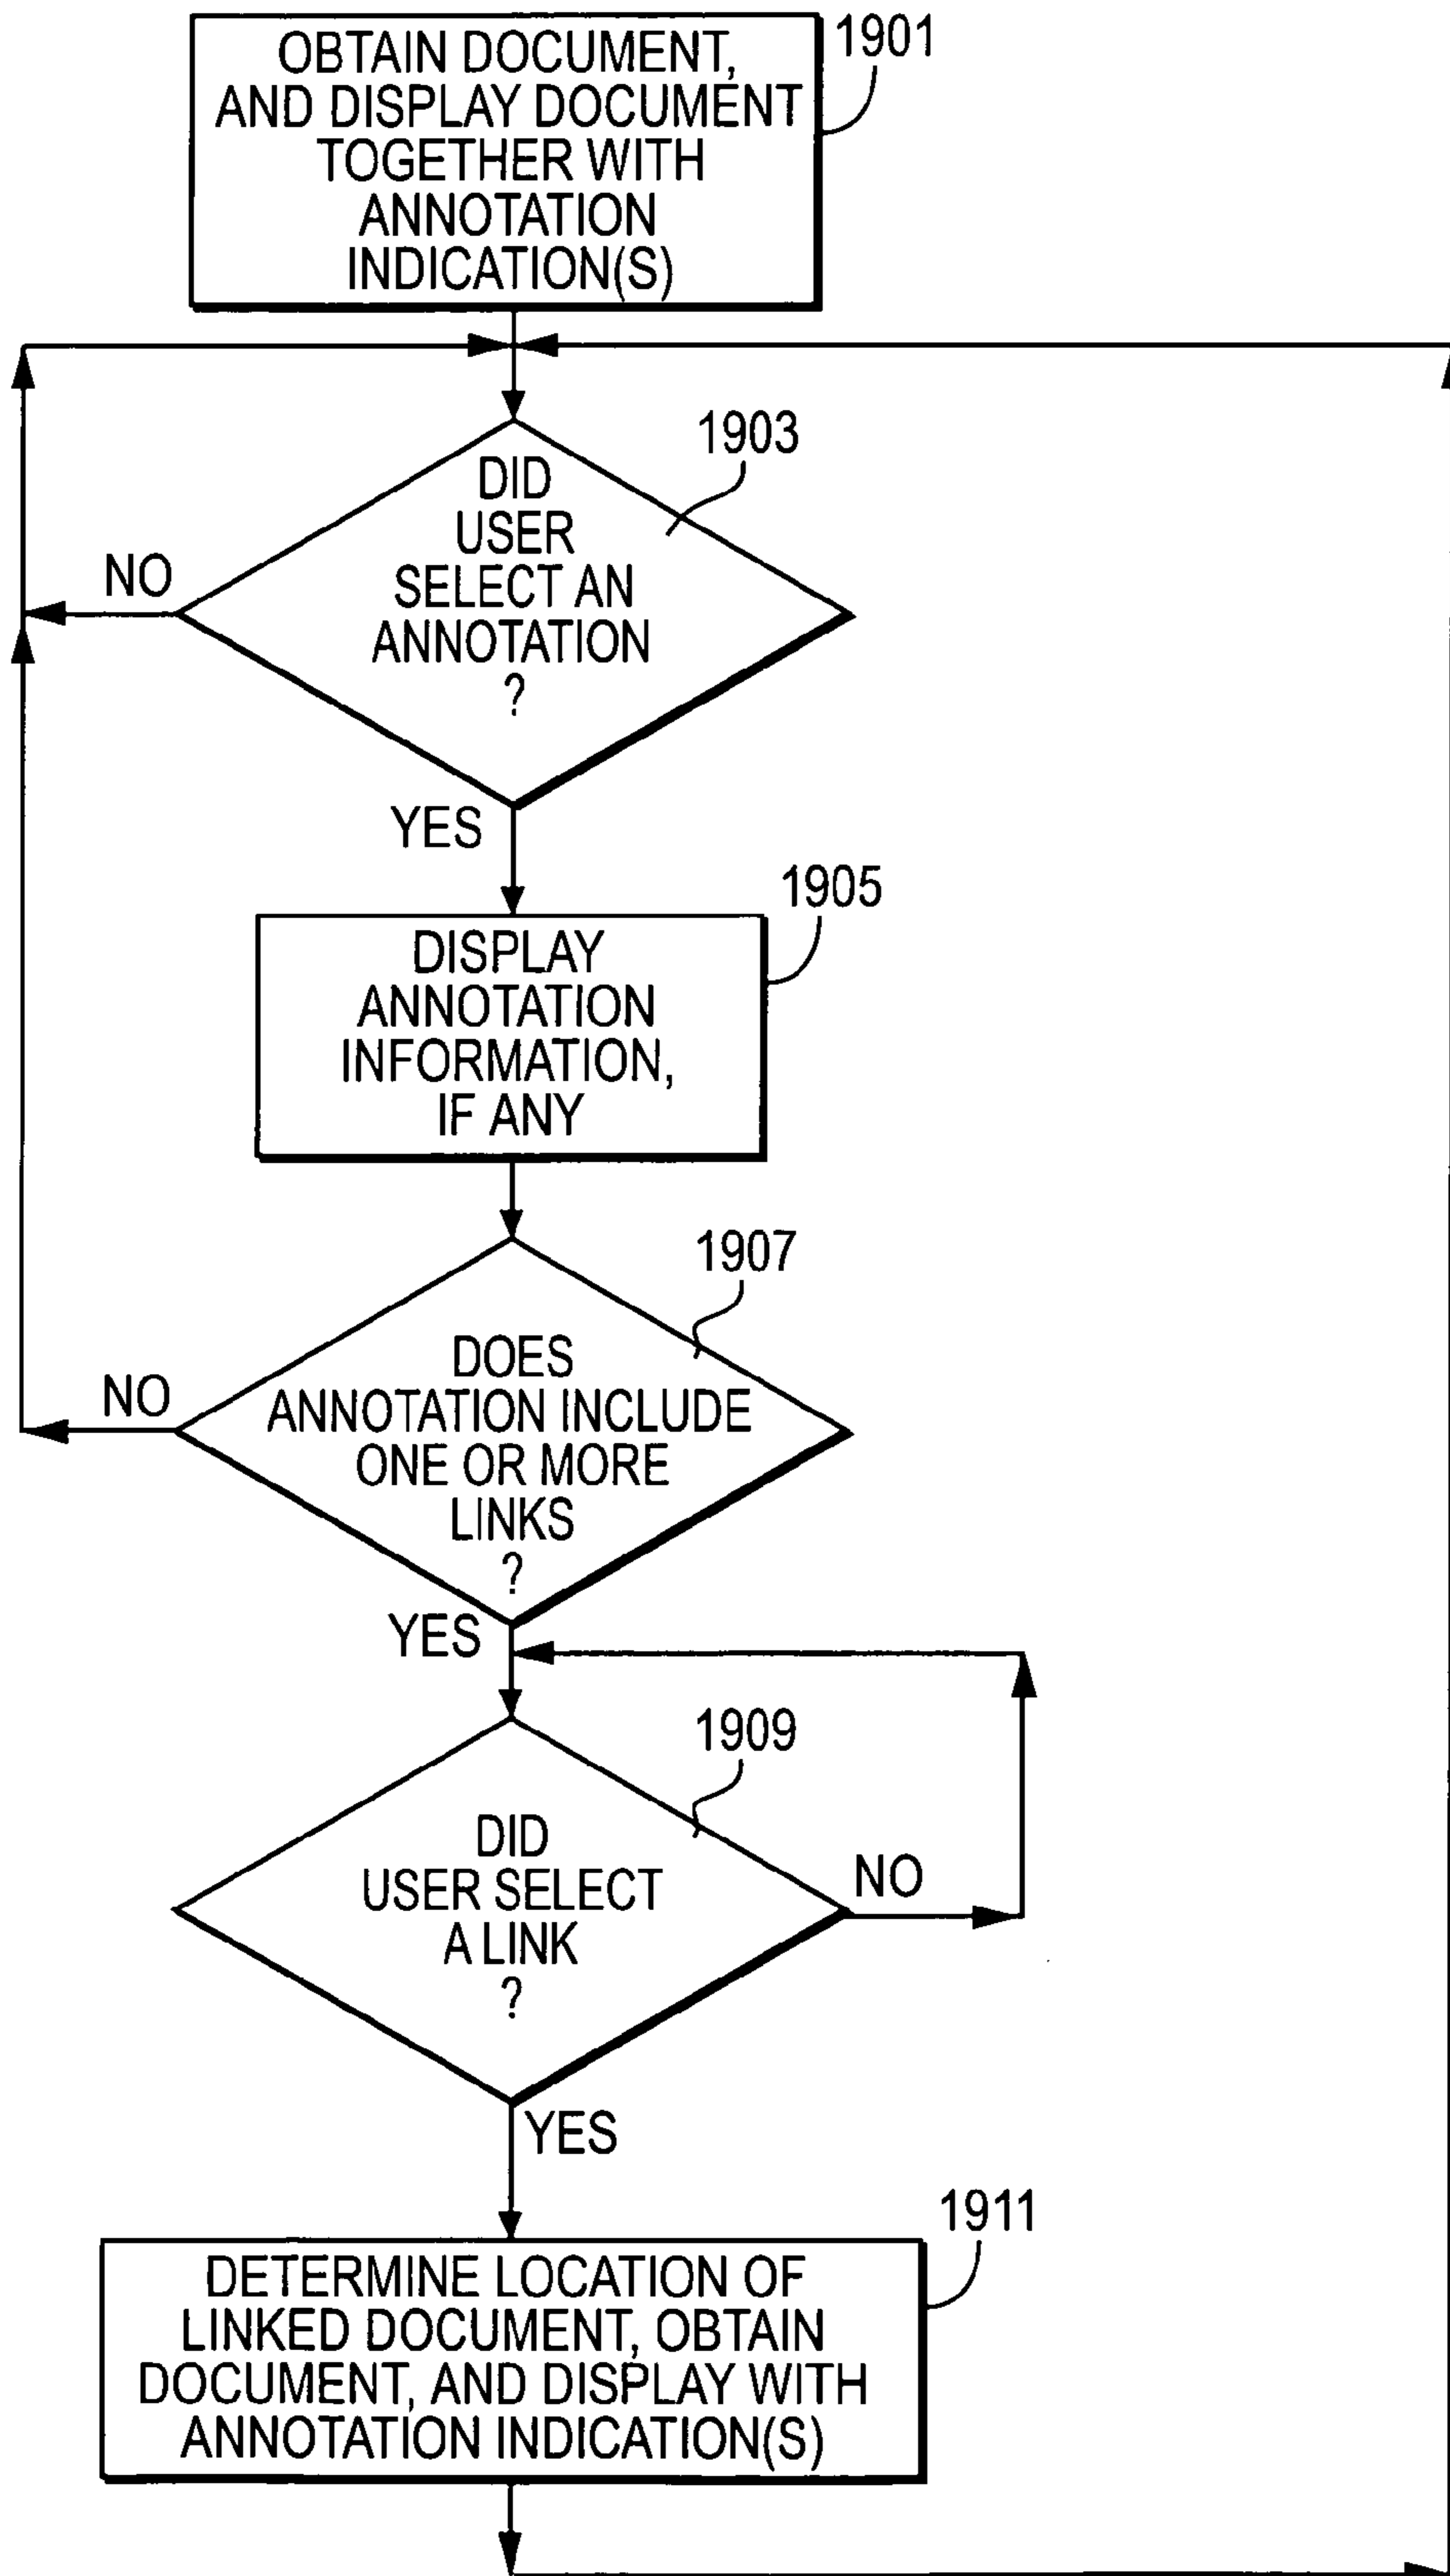 OBTAIN DOCUMENT,
AND DISPLAY DOCUMENT
TOGETHER WITH
ANNOTATION
INDICATION(S)
1901
1903
DID
USER
SELECT AN
ANNOTATION
?
NO
YES
1905
DISPLAY
ANNOTATION
INFORMATION,
IF ANY
1907
DOES
ANNOTATION INCLUDE
ONE OR MORE
LINKS
?
NO
YES
1909
DID
USER SELECT
A LINK
?
NO
YES
1911
DETERMINE LOCATION OF
LINKED DOCUMENT, OBTAIN
DOCUMENT, AND DISPLAY WITH
ANNOTATION INDICATION(S)